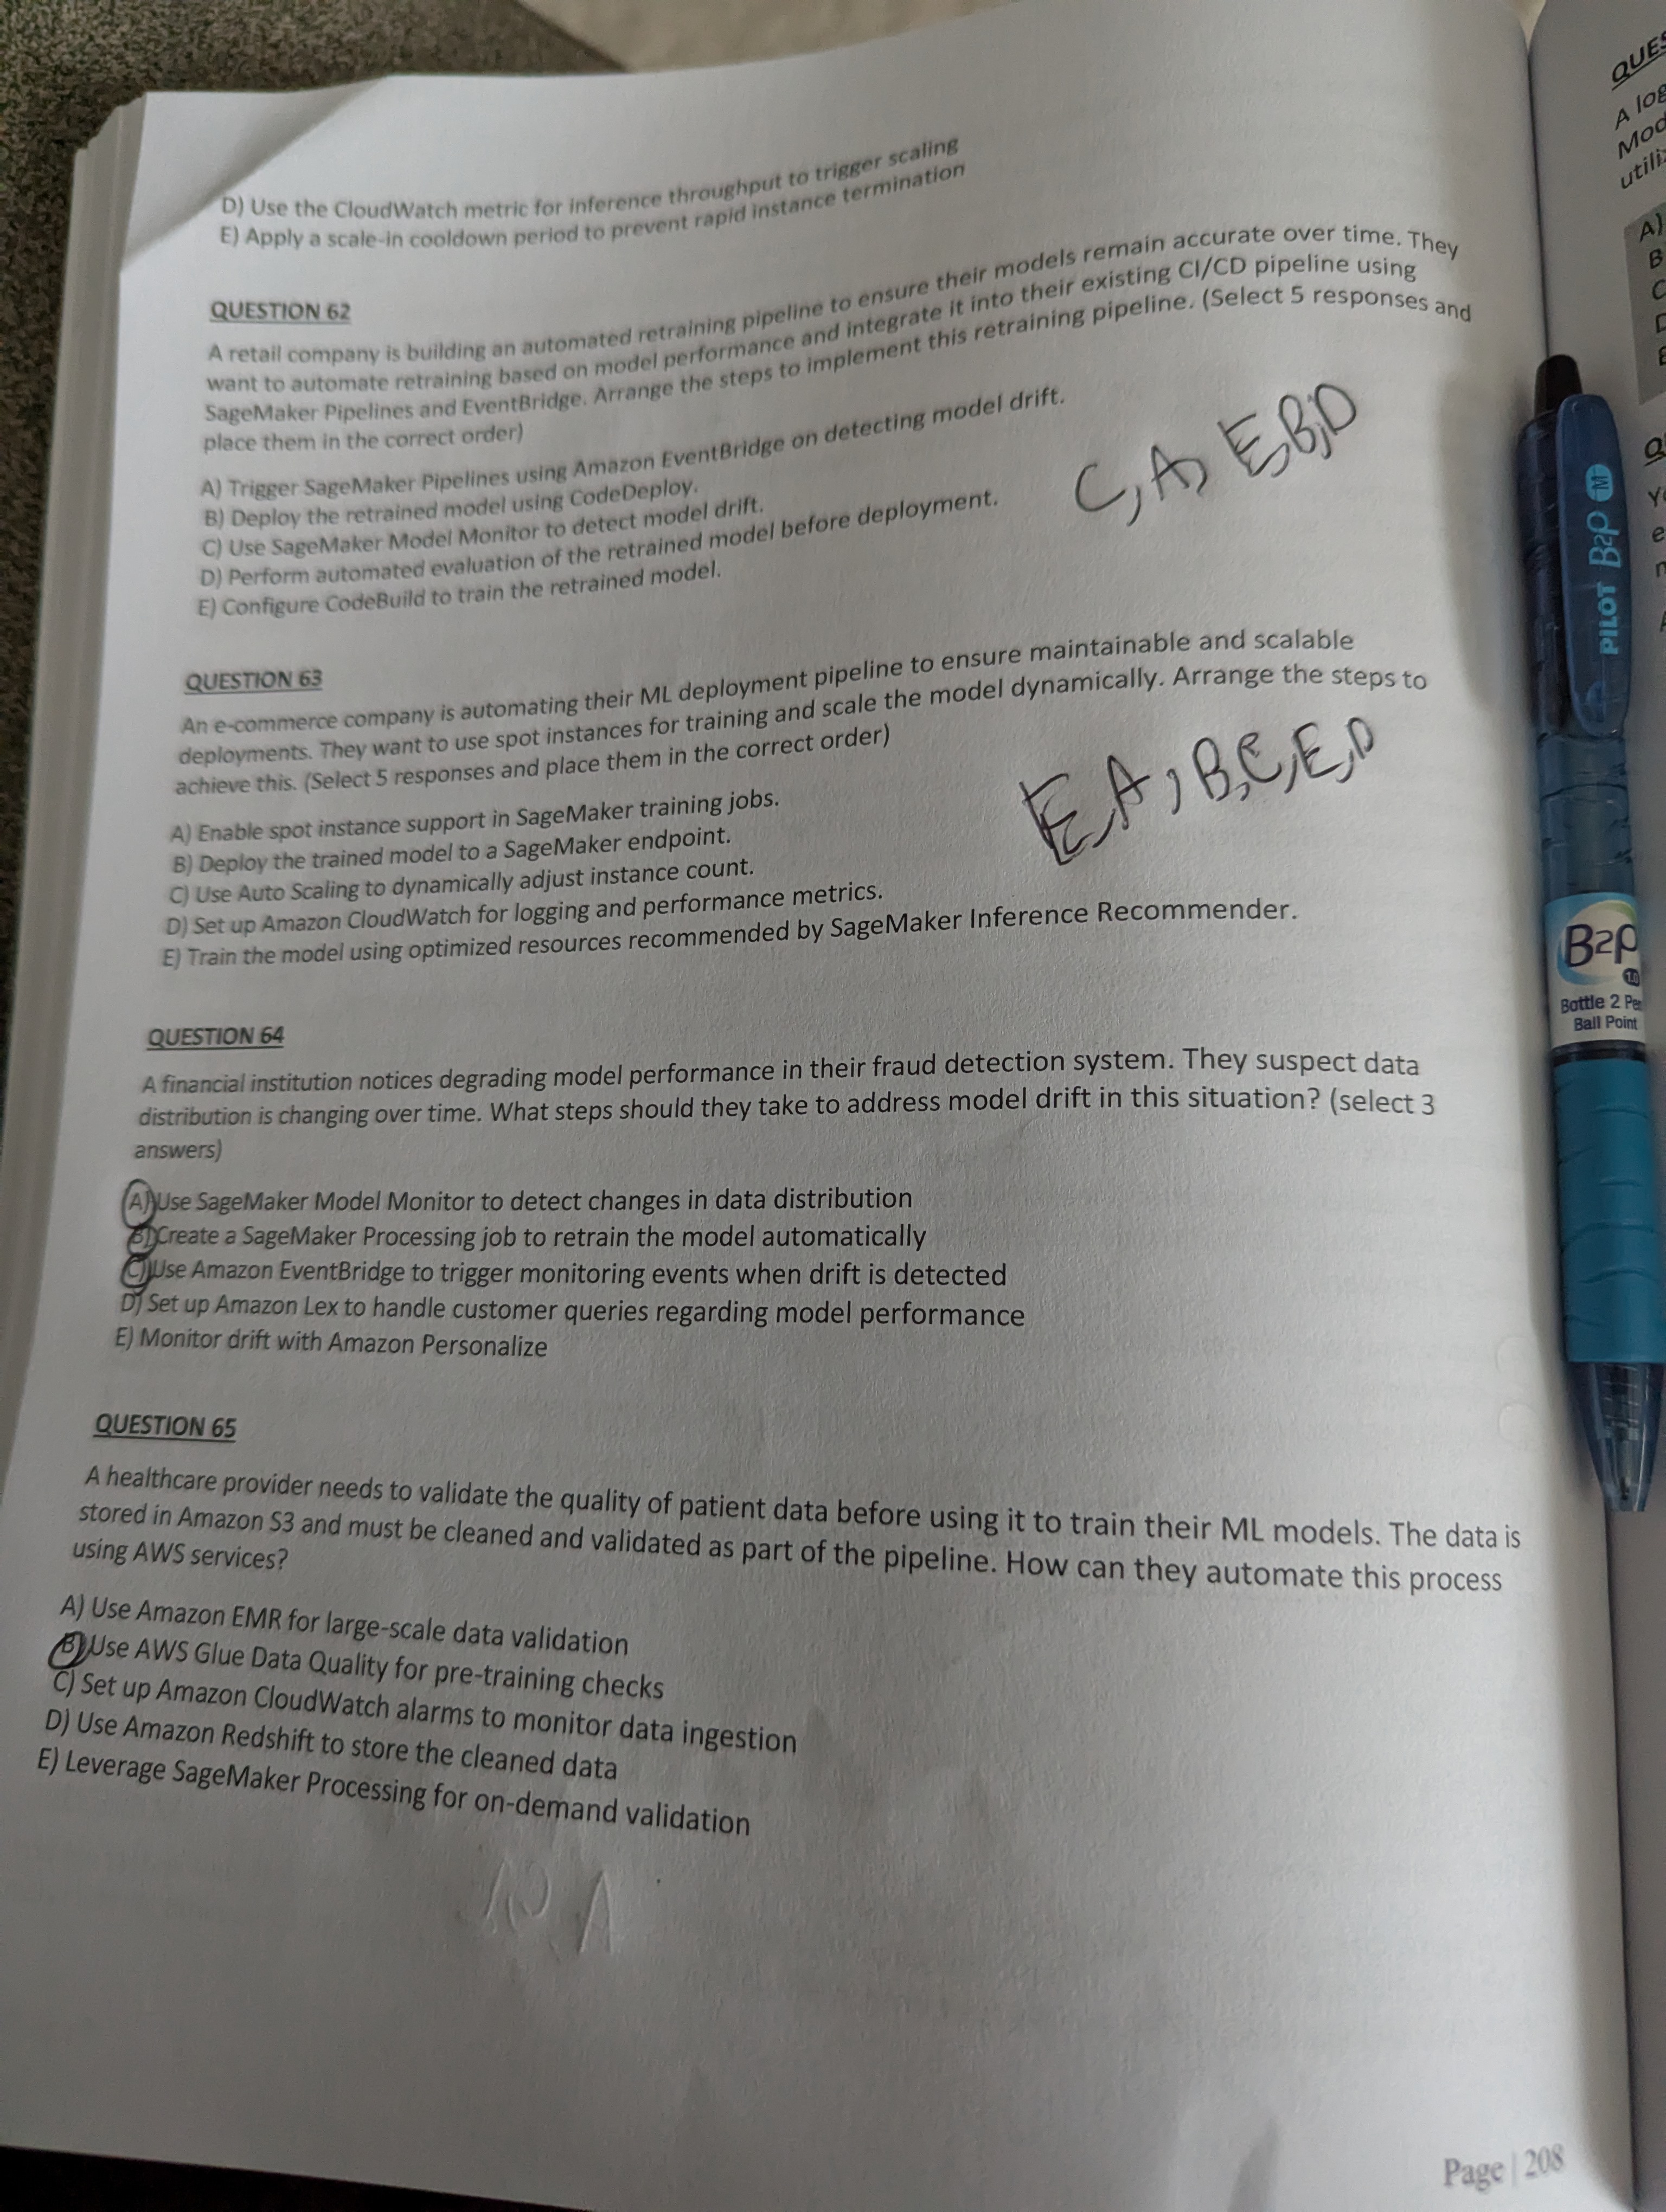 D) Use the CloudWatch metric for inference throughput to trigger scaling
E) Apply a scale-in cooldown period to prevent rapid instance termination
QUESTION 62
A retail company is building an automated retraining pipeline to ensure their models remain accurate over time. They
want to automate retraining based on model performance and integrate it into their existing CI/CD pipeline using
SageMaker Pipelines and EventBridge. Arrange the steps to implement this retraining pipeline. (Select 5 responses and
place them in the correct order)
A) Trigger SageMaker Pipelines using Amazon EventBridge on detecting model drift.
B) Deploy the retrained model using CodeDeploy.
C) Use SageMaker Model Monitor to detect model drift.
D) Perform automated evaluation of the retrained model before deployment.
E) Configure CodeBuild to train the retrained model.
C, A, E, B, D
QUESTION 63
An e-commerce company is automating their ML deployment pipeline to ensure maintainable and scalable
deployments. They want to use spot instances for training and scale the model dynamically. Arrange the steps to
achieve this. (Select 5 responses and place them in the correct order)
A) Enable spot instance support in SageMaker training jobs.
B) Deploy the trained model to a SageMaker endpoint.
C) Use Auto Scaling to dynamically adjust instance count.
D) Set up Amazon CloudWatch for logging and performance metrics.
E) Train the model using optimized resources recommended by SageMaker Inference Recommender.
E, A, B, C, E, D
QUESTION 64
A financial institution notices degrading model performance in their fraud detection system. They suspect data
distribution is changing over time. What steps should they take to address model drift in this situation? (select 3
answers)
A) Use SageMaker Model Monitor to detect changes in data distribution
B) Create a SageMaker Processing job to retrain the model automatically
C) Use Amazon EventBridge to trigger monitoring events when drift is detected
D) Set up Amazon Lex to handle customer queries regarding model performance
E) Monitor drift with Amazon Personalize
QUESTION 65
A healthcare provider needs to validate the quality of patient data before using it to train their ML models. The data is
stored in Amazon S3 and must be cleaned and validated as part of the pipeline. How can they automate this process
using AWS services?
A) Use Amazon EMR for large-scale data validation
B) Use AWS Glue Data Quality for pre-training checks
C) Set up Amazon CloudWatch alarms to monitor data ingestion
D) Use Amazon Redshift to store the cleaned data
E) Leverage SageMaker Processing for on-demand validation
Page | 208
QUES
A log
Mod
A)
B
C
PILOT B2P M
B2P
1.0
Bottle 2 Pe
Ball Point